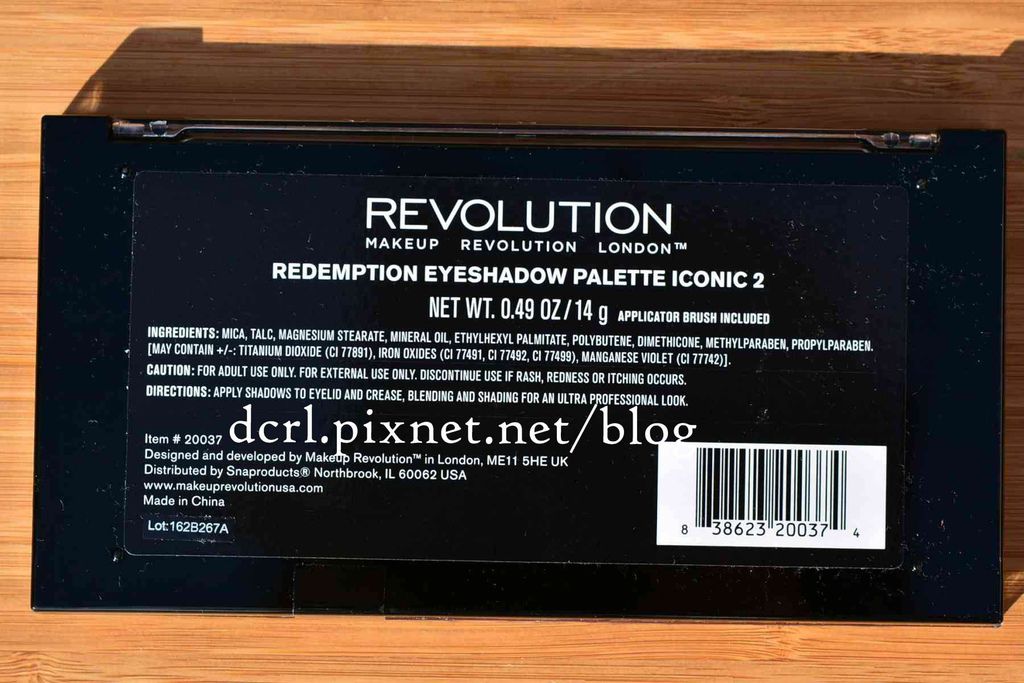 REVOLUTION
MAKEUP REVOLUTION LONDON™
REDEMPTION EYESHADOW PALETTE ICONIC 2
NET WT. 0.49 OZ/14 g APPLICATOR BRUSH INCLUDED
INGREDIENTS: MICA, TALC, MAGNESIUM STEARATE, MINERAL OIL, ETHYLHEXYL PALMITATE, POLYBUTENE, DIMETHICONE, METHYLPARABEN, PROPYLPARABEN.
[MAY CONTAIN +/-: TITANIUM DIOXIDE (CI 77891), IRON OXIDES (CI 77491, CI 77492, CI 77499), MANGANESE VIOLET (CI 77742)].
CAUTION: FOR ADULT USE ONLY. FOR EXTERNAL USE ONLY. DISCONTINUE USE IF RASH, REDNESS OR ITCHING OCCURS.
DIRECTIONS: APPLY SHADOWS TO EYELID AND CREASE, BLENDING AND SHADING FOR AN ULTRA PROFESSIONAL LOOK.
dcrl.pixnet.net/blog
Item # 20037
Designed and developed by Makeup Revolution™ in London, ME11 5HE UK
Distributed by Snaproducts® Northbrook, IL 60062 USA
www.makeuprevolutionusa.com
Made in China
Lot:162B267A
8 38623 20037 4